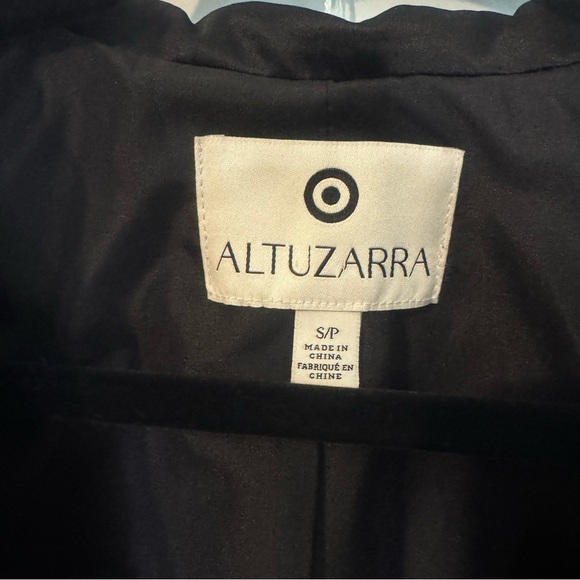 ALTUZARRA
S/P
MADE IN
CHINA
FABRIQUÉ EN
CHINE